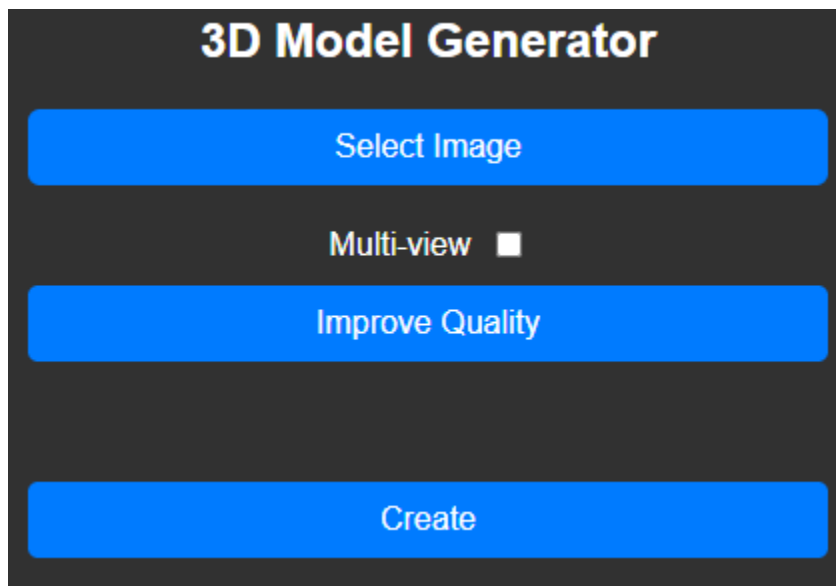 3D Model Generator
Select Image
Multi-view
Improve Quality
Create